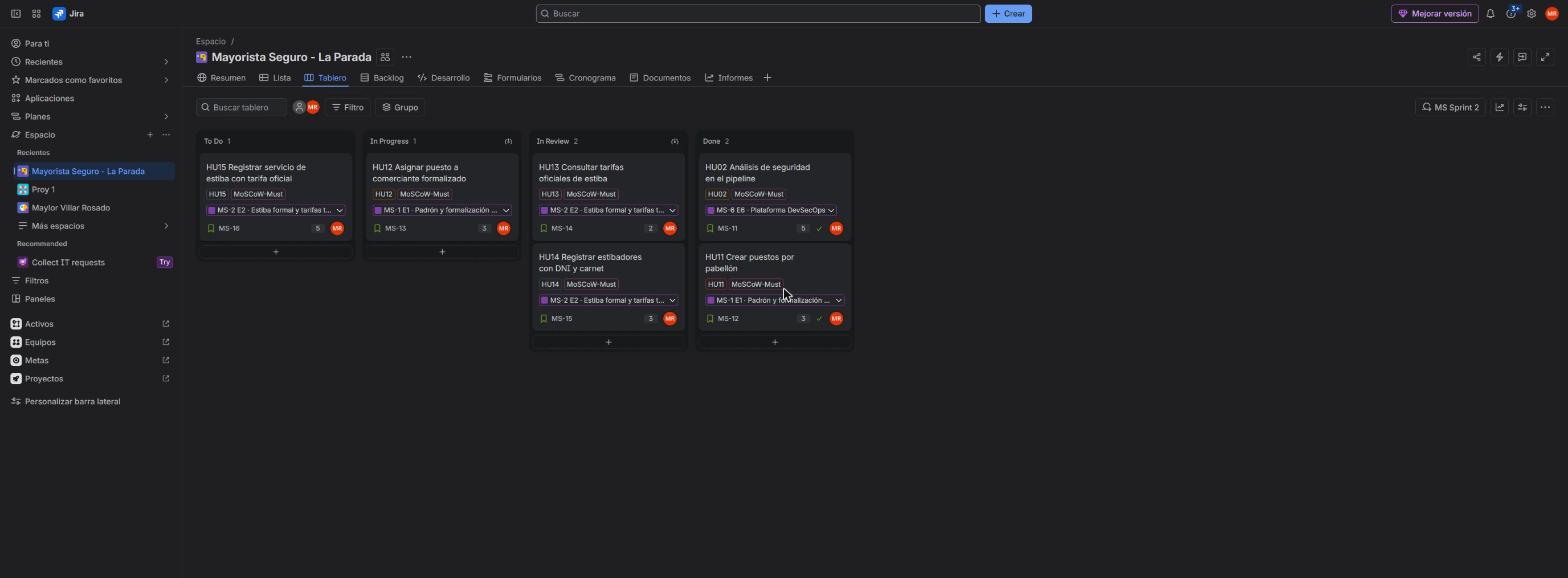 Jira
Buscar
Crear
Mejorar versión
3+
MR
Para ti
Recientes
Marcados como favoritos
Aplicaciones
Planes
Espacio
Recientes
Mayorista Seguro - La Parada
Proy 1
Maylor Villar Rosado
Más espacios
Recommended
Collect IT requests
Try
Filtros
Paneles
Activos
Equipos
Metas
Proyectos
Personalizar barra lateral
Espacio /
Mayorista Seguro - La Parada
Resumen
Lista
Tablero
Backlog
Desarrollo
Formularios
Cronograma
Documentos
Informes
Buscar tablero
MR
Filtro
Grupo
MS Sprint 2
To Do 1
HU15 Registrar servicio de
estiba con tarifa oficial
HU15 MoSCoW-Must
MS-2 E2 · Estiba formal y tarifas t...
MS-16 5 MR
In Progress
HU12 Asignar puesto a
comerciante formalizado
HU12 MoSCoW-Must
MS-1 E1 · Padrón y formalización ...
MS-13 3 MR
In Review 2
HU13 Consultar tarifas
oficiales de estiba
HU13 MoSCoW-Must
MS-2 E2 · Estiba formal y tarifas t...
MS-14 2 MR
HU14 Registrar estibadores
con DNI y carnet
HU14 MoSCoW-Must
MS-2 E2 · Estiba formal y tarifas t...
MS-15 3 MR
Done 2
HU02 Análisis de seguridad
en el pipeline
HU02 MoSCoW-Must
MS-6 E6 · Plataforma DevSecOps
MS-11 5 MR
HU11 Crear puestos por
pabellón
HU11 MoSCoW-Must
MS-1 E1 · Padrón y formalización ...
MS-12 3 MR